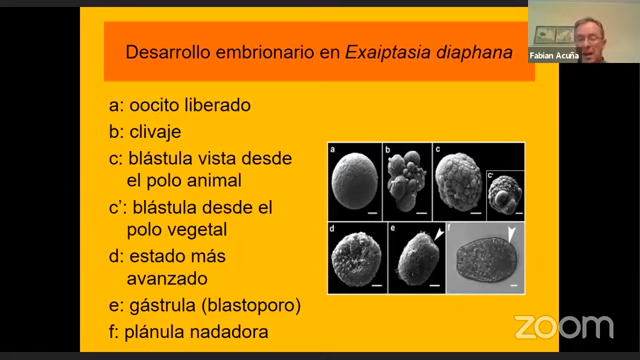 Desarrollo embrionario en Exaiptasia diaphana
a: oocito liberado
b: clivaje
c: blástula vista desde
el polo animal
c’: blástula desde el
polo vegetal
d: estado más
avanzado
e: gástrula (blastoporo)
f: plánula nadadora
a
b
c
c'
d
e
f
Fabian Acuña
zoom